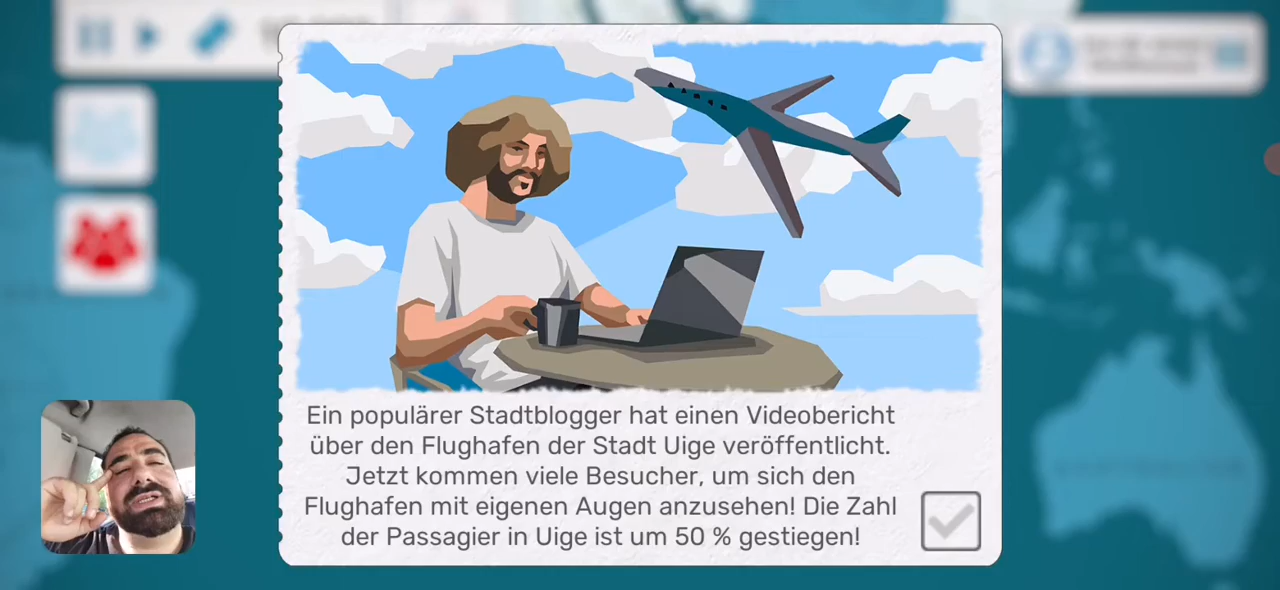 Ein populärer Stadtblogger hat einen Videobericht
über den Flughafen der Stadt Uige veröffentlicht.
Jetzt kommen viele Besucher, um sich den
Flughafen mit eigenen Augen anzusehen! Die Zahl
der Passagier in Uige ist um 50 % gestiegen!